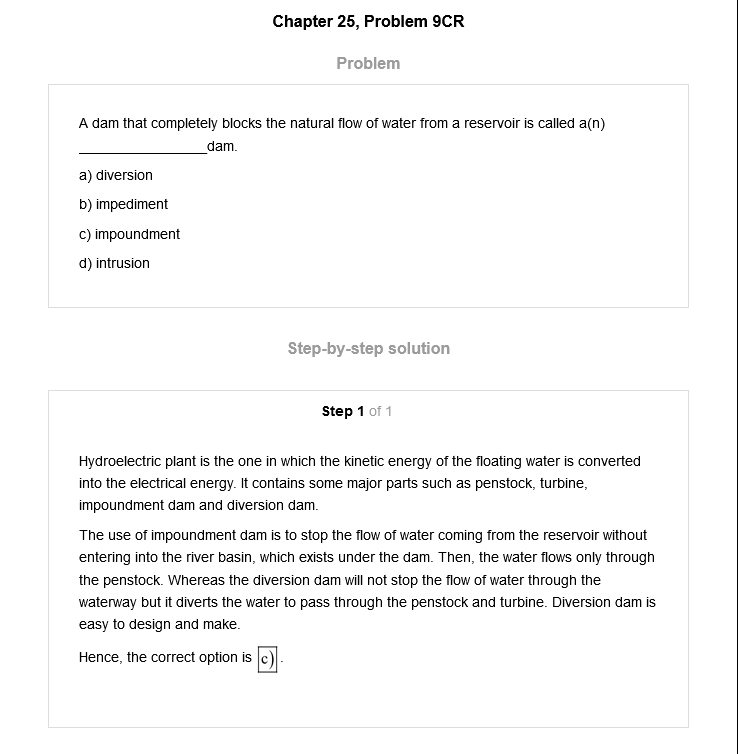 Chapter 25, Problem 9CR
Problem
A dam that completely blocks the natural flow of water from a reservoir is called a(n)
________________dam.
a) diversion
b) impediment
c) impoundment
d) intrusion
Step-by-step solution
Step 1 of 1
Hydroelectric plant is the one in which the kinetic energy of the floating water is converted
into the electrical energy. It contains some major parts such as penstock, turbine,
impoundment dam and diversion dam.
The use of impoundment dam is to stop the flow of water coming from the reservoir without
entering into the river basin, which exists under the dam. Then, the water flows only through
the penstock. Whereas the diversion dam will not stop the flow of water through the
waterway but it diverts the water to pass through the penstock and turbine. Diversion dam is
easy to design and make.
Hence, the correct option is c).